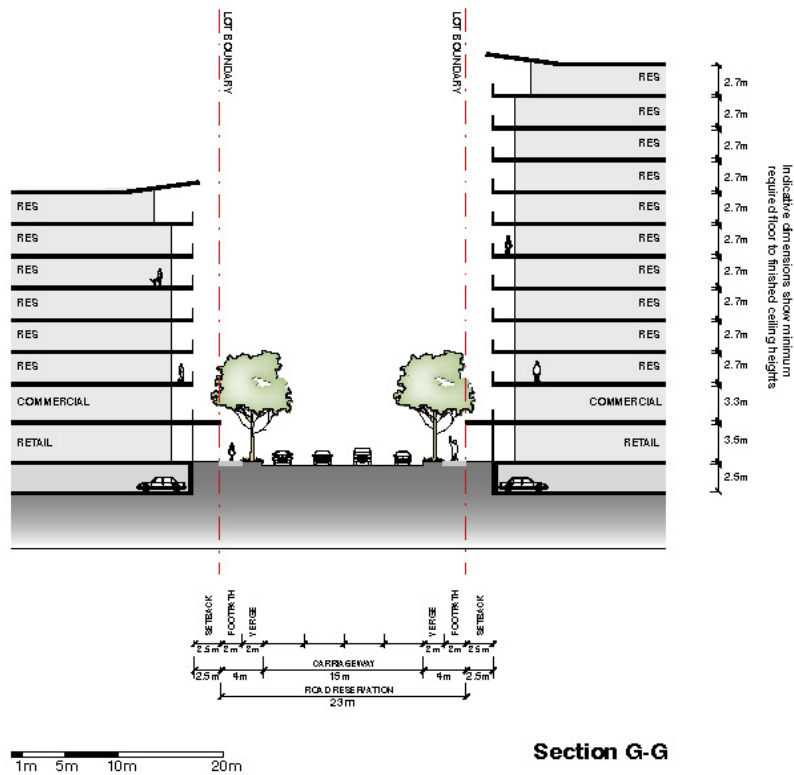 LOT BOUNDARY
LOT BOUNDARY
RES
RES
RES
RES
RES
RES
COMMERCIAL
RETAIL
RES
RES
RES
RES
RES
RES
RES
RES
RES
RES
COMMERCIAL
RETAIL
2.7m
2.7m
2.7m
2.7m
2.7m
2.7m
2.7m
2.7m
2.7m
2.7m
3.3m
3.5m
2.5m
Indicative dimensions show minimum
required floor to finished ceiling heights
SETBACK
FOOTPATH
VERGE
VERGE
FOOTPATH
SETBACK
2.5m 2m 2m 2m 2m 2.5m
CARRIAGEWAY
2.5m 4m 15m 4m 2.5m
ROAD RESERVATION
23m
Section G-G
1m 5m 10m 20m